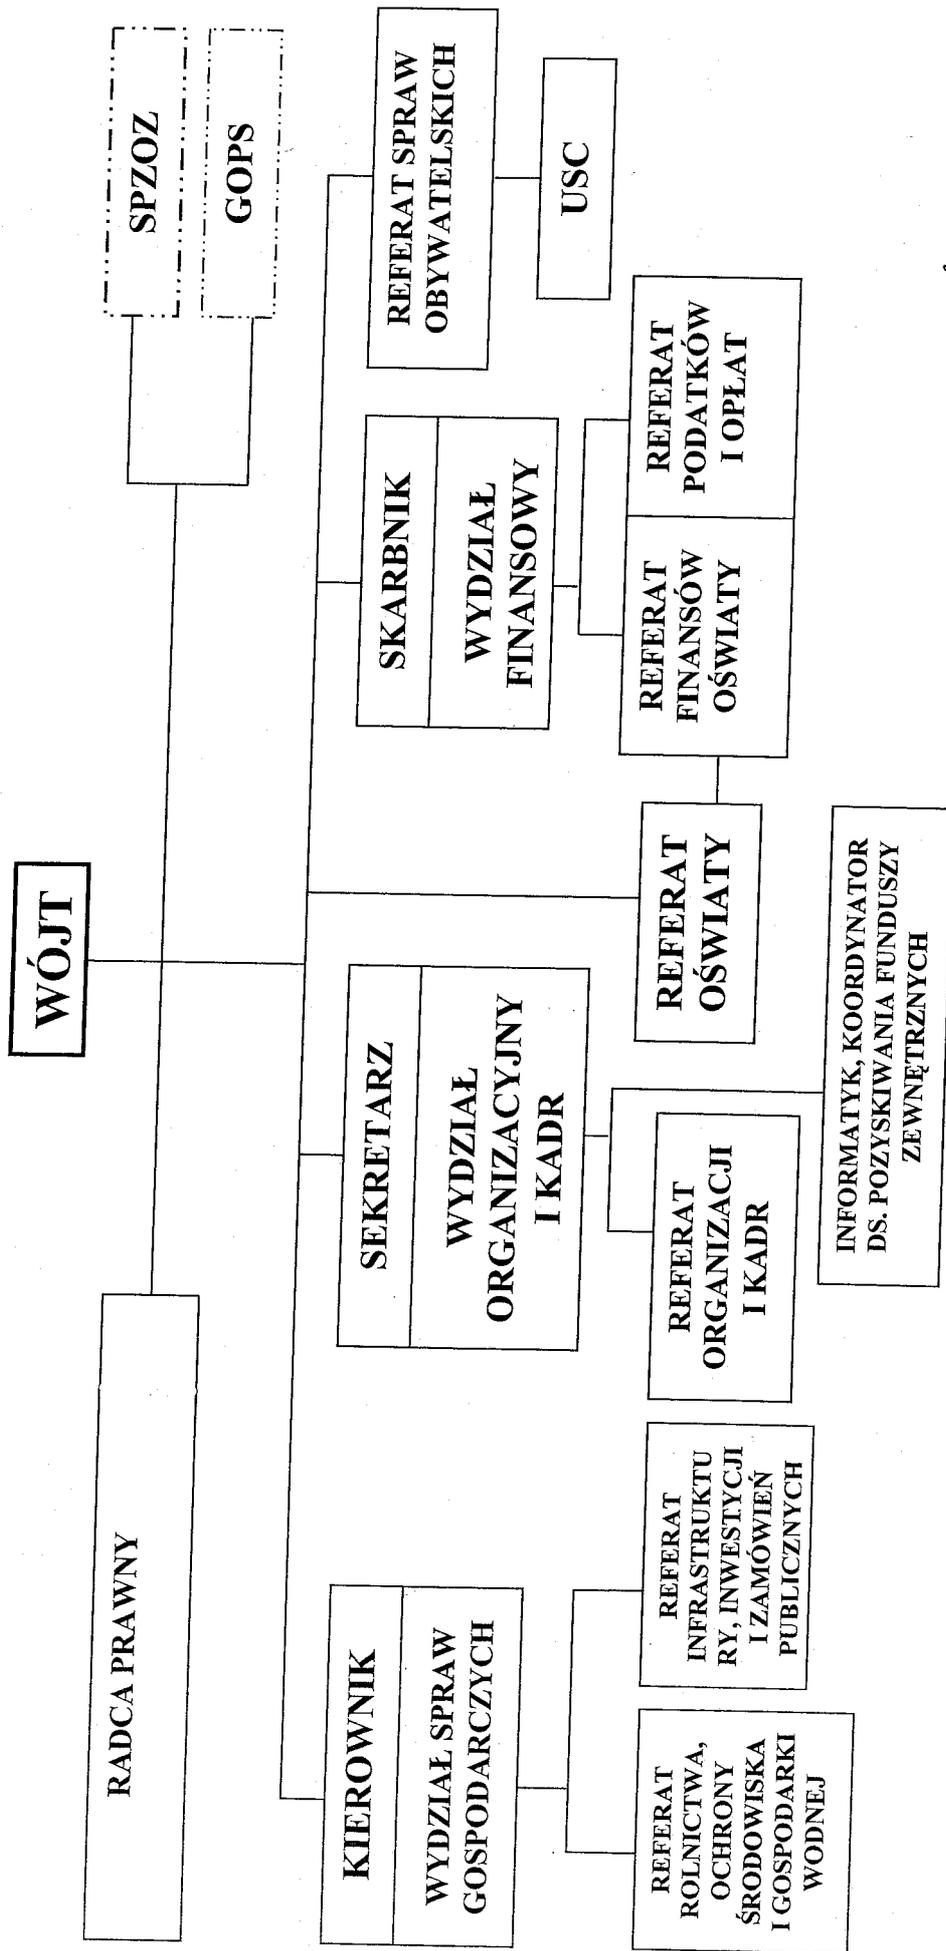 WÓJT
RADCA PRAWNY
SPZOZ
GOPS
KIEROWNIK
WYDZIAŁ SPRAW
GOSPODARCZYCH
SEKRETARZ
WYDZIAŁ
ORGANIZACYJNY
I KADR
SKARBNIK
WYDZIAŁ
FINANSOWY
REFERAT SPRAW
OBYWATELSKICH
USC
REFERAT
ROLNICTWA,
OCHRONY
ŚRODOWISKA
I GOSPODARKI
WODNEJ
REFERAT
INFRASTRUKTU
RY, INWESTYCJI
I ZAMÓWIEŃ
PUBLICZNYCH
REFERAT
ORGANIZACJI
I KADR
INFORMATYK, KOORDYNATOR
DS. POZYSKIWANIA FUNDUSZY
ZEWNĘTRZNYCH
REFERAT
OŚWIATY
REFERAT
FINANSÓW
OŚWIATY
REFERAT
PODATKÓW
I OPŁAT